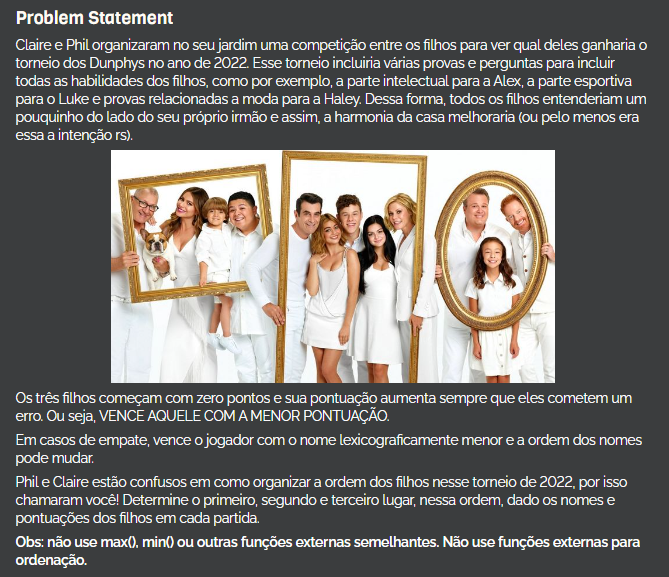 Problem Statement
Claire e Phil organizaram no seu jardim uma competição entre os filhos para ver qual deles ganharia o
torneio dos Dunphys no ano de 2022. Esse torneio incluiria várias provas e perguntas para incluir
todas as habilidades dos filhos, como por exemplo, a parte intelectual para a Alex, a parte esportiva
para o Luke e provas relacionadas a moda para a Haley. Dessa forma, todos os filhos entenderiam um
pouquinho do lado do seu próprio irmão e assim, a harmonia da casa melhoraria (ou pelo menos era
essa a intenção rs).
Os três filhos começam com zero pontos e sua pontuação aumenta sempre que eles cometem um
erro. Ou seja, VENCE AQUELE COM A MENOR PONTUAÇÃO.
Em casos de empate, vence o jogador com o nome lexicograficamente menor e a ordem dos nomes
pode mudar.
Phil e Claire estão confusos em como organizar a ordem dos filhos nesse torneio de 2022, por isso
chamaram você! Determine o primeiro, segundo e terceiro lugar, nessa ordem, dado os nomes e
pontuações dos filhos em cada partida.
Obs: não use max(), min() ou outras funções externas semelhantes. Não use funções externas para
ordenação.